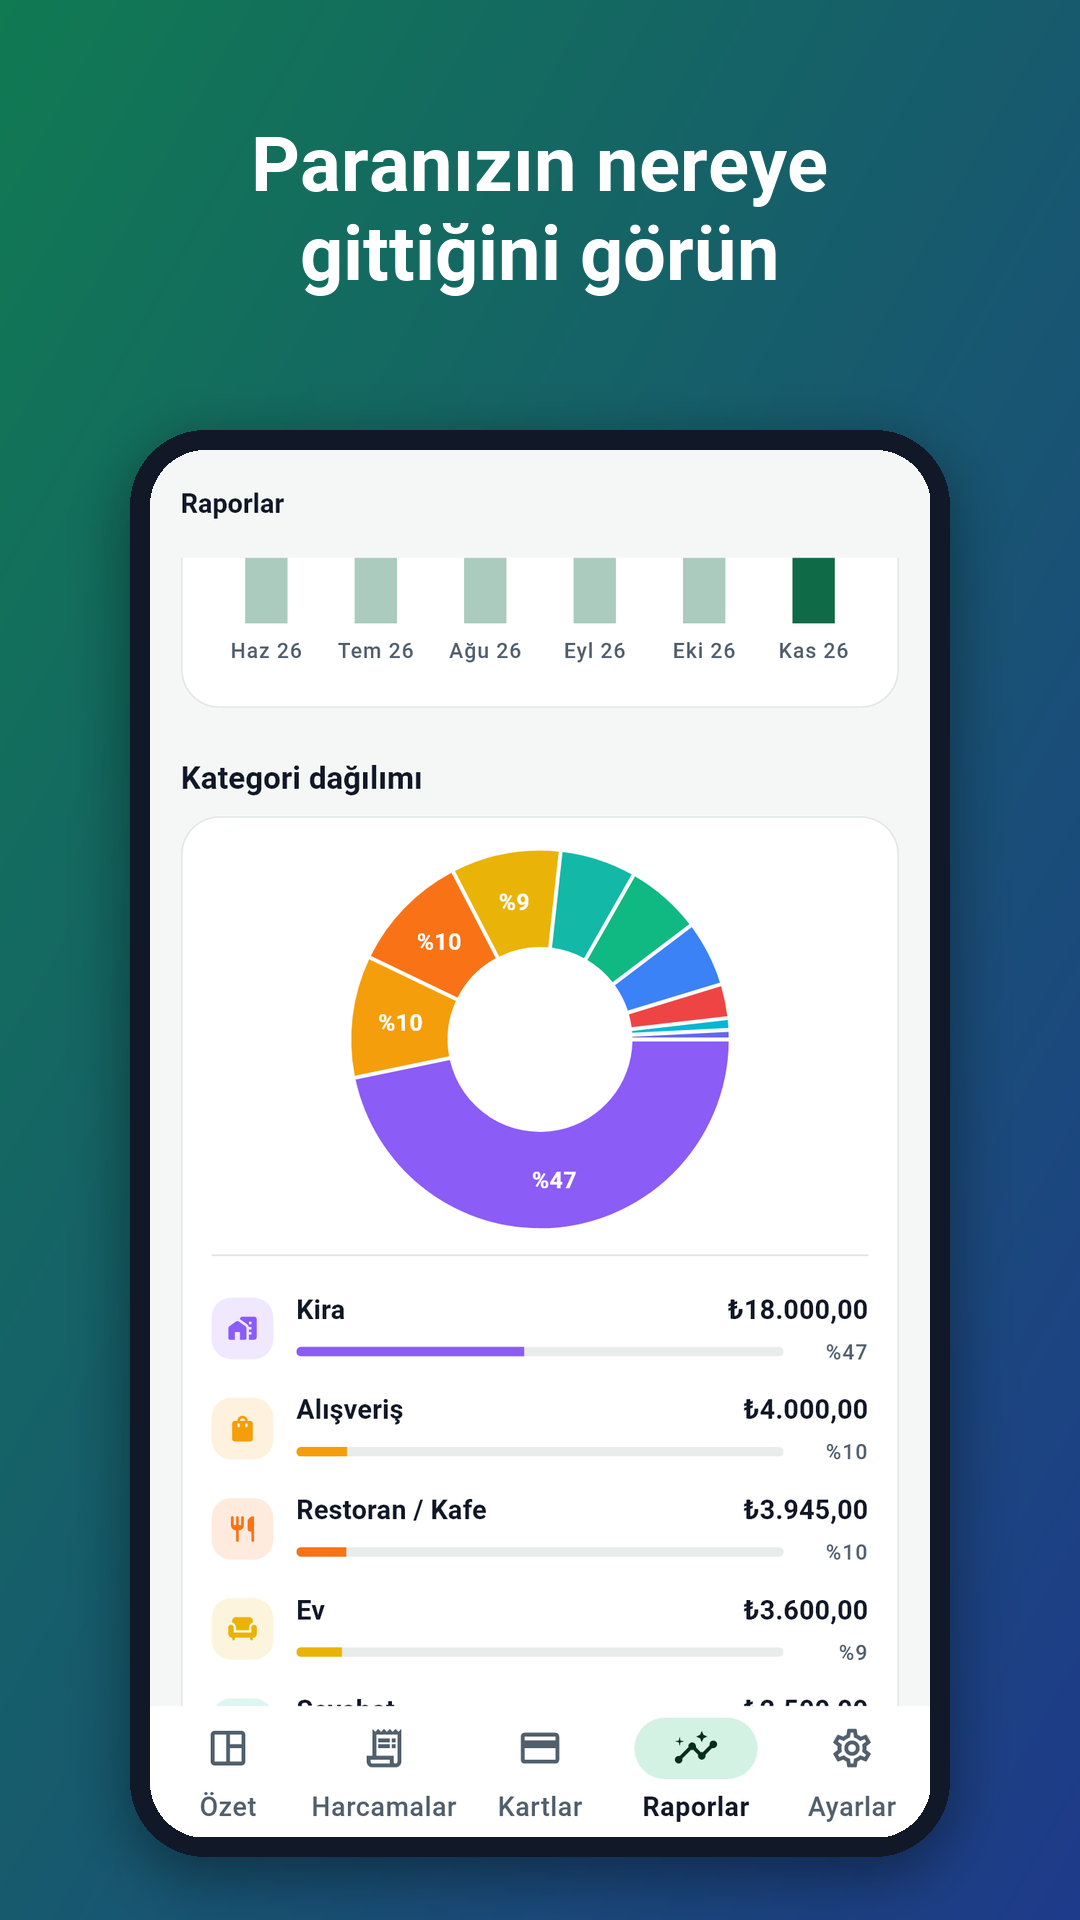 Paranızın nereye
gittiğini görün
Raporlar
Haz 26 Tem 26 Ağu 26 Eyl 26 Eki 26 Kas 26
Kategori dağılımı
%9
%10
%10
%47
Kira ₺18.000,00
%47
Alışveriş ₺4.000,00
%10
Restoran / Kafe ₺3.945,00
%10
Ev ₺3.600,00
%9
Özet Harcamalar Kartlar Raporlar Ayarlar